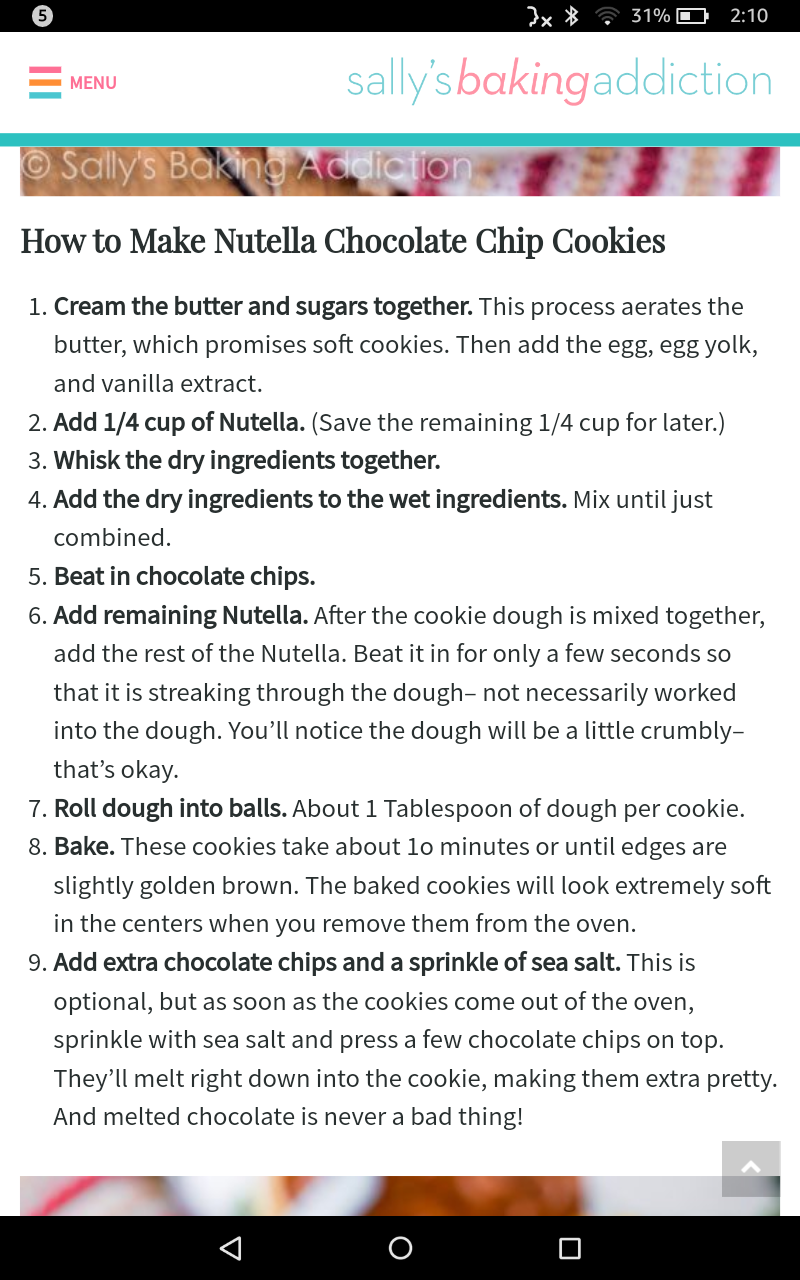 5 31% 2:10
MENU sally's baking addiction
© Sally's Baking Addiction
How to Make Nutella Chocolate Chip Cookies
1. Cream the butter and sugars together. This process aerates the
butter, which promises soft cookies. Then add the egg, egg yolk,
and vanilla extract.
2. Add 1/4 cup of Nutella. (Save the remaining 1/4 cup for later.)
3. Whisk the dry ingredients together.
4. Add the dry ingredients to the wet ingredients. Mix until just
combined.
5. Beat in chocolate chips.
6. Add remaining Nutella. After the cookie dough is mixed together,
add the rest of the Nutella. Beat it in for only a few seconds so
that it is streaking through the dough– not necessarily worked
into the dough. You’ll notice the dough will be a little crumbly–
that’s okay.
7. Roll dough into balls. About 1 Tablespoon of dough per cookie.
8. Bake. These cookies take about 1o minutes or until edges are
slightly golden brown. The baked cookies will look extremely soft
in the centers when you remove them from the oven.
9. Add extra chocolate chips and a sprinkle of sea salt. This is
optional, but as soon as the cookies come out of the oven,
sprinkle with sea salt and press a few chocolate chips on top.
They’ll melt right down into the cookie, making them extra pretty.
And melted chocolate is never a bad thing!